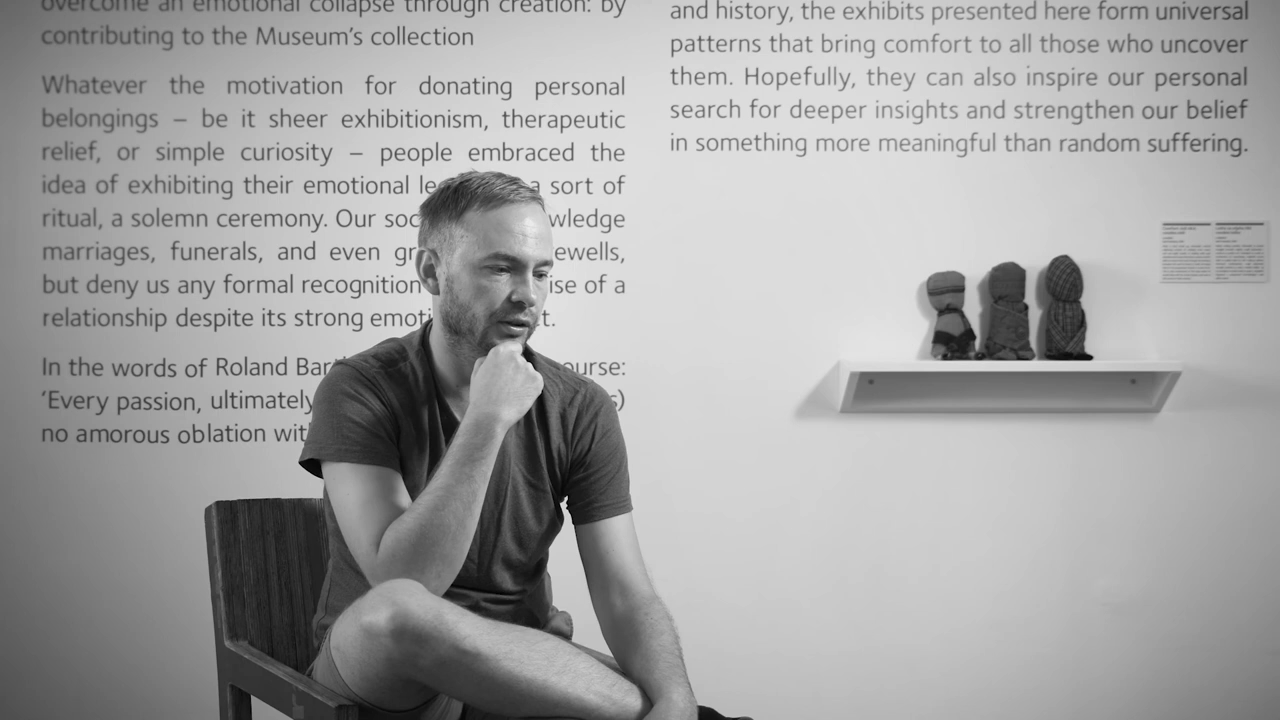 overcome an emotional collapse through creation: by
contributing to the Museum's collection
Whatever the motivation for donating personal
belongings – be it sheer exhibitionism, therapeutic
relief, or simple curiosity – people embraced the
idea of exhibiting their emotional a sort of
ritual, a solemn ceremony. Our
marriages, funerals, and even
but deny us any formal recognition of a
relationship despite its strong
In the words of Roland
'Every passion, ultimately
no amorous oblation
and history, the exhibits presented here form universal
patterns that bring comfort to all those who uncover
them. Hopefully, they can also inspire our personal
search for deeper insights and strengthen our belief
in something more meaningful than random suffering.